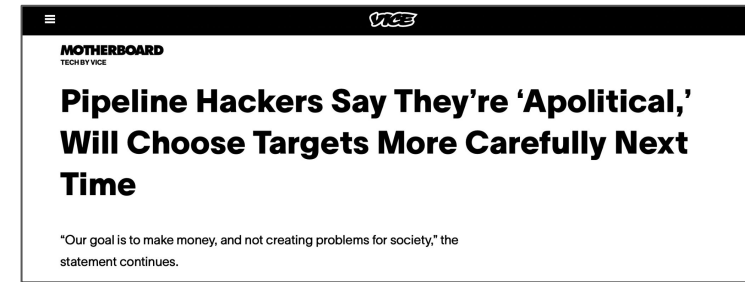 VICE
MOTHERBOARD
TECH BY VICE
Pipeline Hackers Say They’re ‘Apolitical,’
Will Choose Targets More Carefully Next
Time
“Our goal is to make money, and not creating problems for society,” the
statement continues.